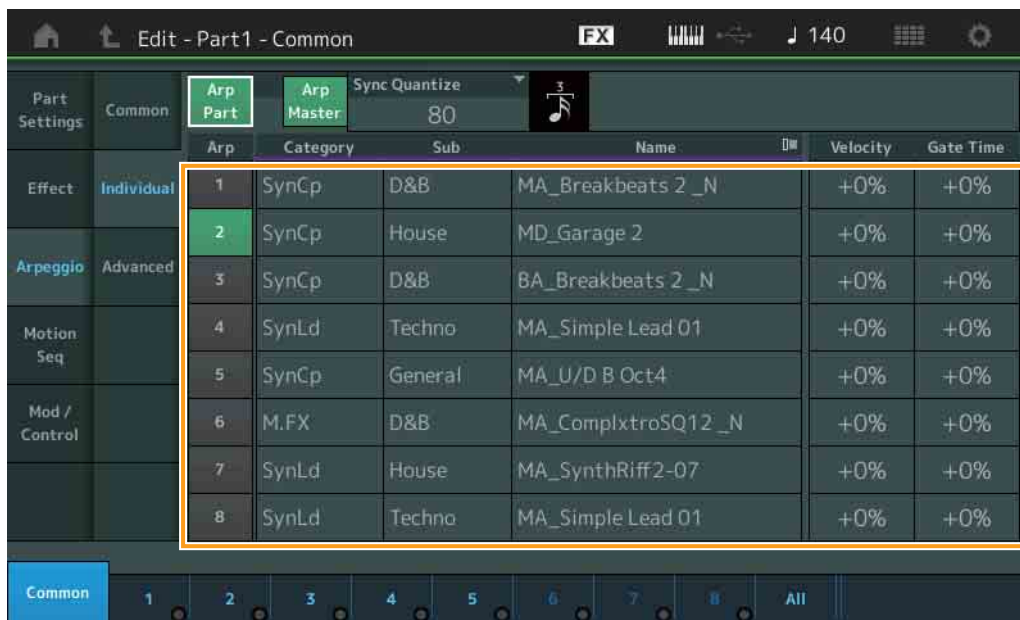 Edit - Part1 - Common FX ♩ 140
Part Settings Common Arp Part Arp Master Sync Quantize 80 3
Arp Category Sub Name Velocity Gate Time
Effect Individual 1 SynCp D&B MA_Breakbeats 2 _N +0% +0%
2 SynCp House MD_Garage 2 +0% +0%
Arpeggio Advanced 3 SynCp D&B BA_Breakbeats 2 _N +0% +0%
Motion Seq 4 SynLd Techno MA_Simple Lead 01 +0% +0%
5 SynCp General MA_U/D B Oct4 +0% +0%
Mod / Control 6 M.FX D&B MA_ComplxtroSQ12 _N +0% +0%
7 SynLd House MA_SynthRiff2-07 +0% +0%
8 SynLd Techno MA_Simple Lead 01 +0% +0%
Common 1 2 3 4 5 6 7 8 All